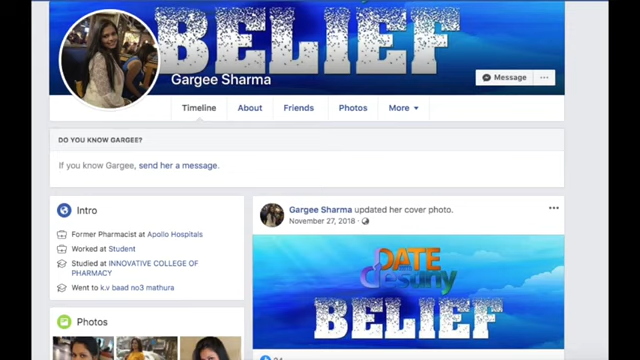 BELIEF
Gargee Sharma
Message
Timeline
About
Friends
Photos
More
DO YOU KNOW GARGEE?
If you know Gargee, send her a message.
Intro
Former Pharmacist at Apollo Hospitals
Worked at Student
Studied at INNOVATIVE COLLEGE OF
PHARMACY
Went to k.v baad no3 mathura
Photos
Gargee Sharma updated her cover photo.
November 27, 2018
DATE
destiny
BELIEF